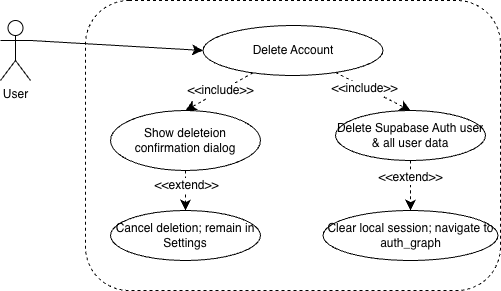 Delete Account
<<include>>
<<include>>
User
Show deleteion
confirmation dialog
Delete Supabase Auth user
& all user data
<<extend>>
<<extend>>
Cancel deletion; remain in
Settings
Clear local session; navigate to
auth_graph